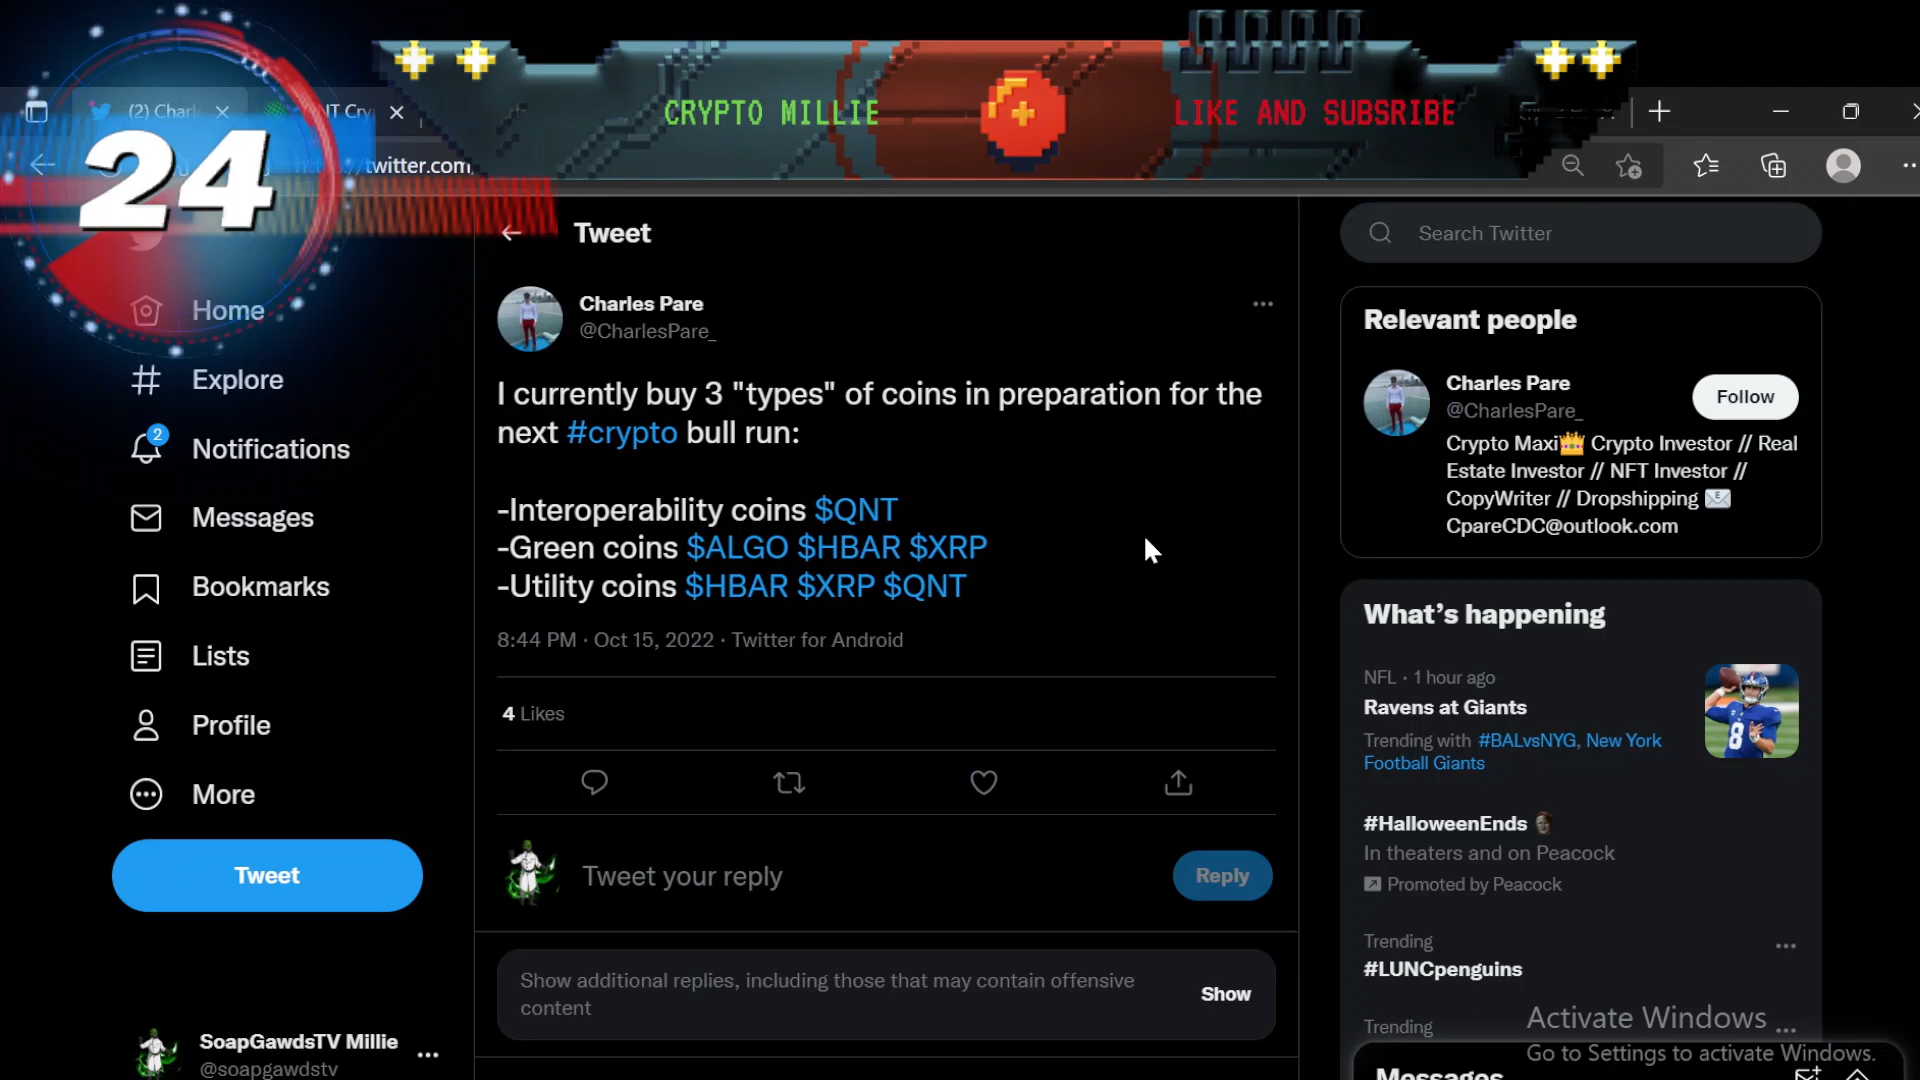 24
CRYPTO MILLIE
LIKE AND SUBSRIBE
(2) Charl
NT Cry
twitter.com
Tweet
Search Twitter
Home
Explore
2
Notifications
Messages
Bookmarks
Lists
Profile
More
Tweet
SoapGawdsTV Millie
@soapgawdstv
Charles Pare
@CharlesPare_
I currently buy 3 "types" of coins in preparation for the
next #crypto bull run:
-Interoperability coins $QNT
-Green coins $ALGO $HBAR $XRP
-Utility coins $HBAR $XRP $QNT
8:44 PM · Oct 15, 2022 · Twitter for Android
4 Likes
Tweet your reply
Reply
Show additional replies, including those that may contain offensive
content
Show
Relevant people
Charles Pare
@CharlesPare_
Follow
Crypto Maxi👑 Crypto Investor // Real
Estate Investor // NFT Investor //
CopyWriter // Dropshipping 📧
CpareCDC@outlook.com
What's happening
NFL · 1 hour ago
Ravens at Giants
Trending with #BALvsNYG, New York
Football Giants
8
#HalloweenEnds
In theaters and on Peacock
Promoted by Peacock
Trending
#LUNCpenguins
Trending
Activate Windows
Go to Settings to activate Windows.
Messages